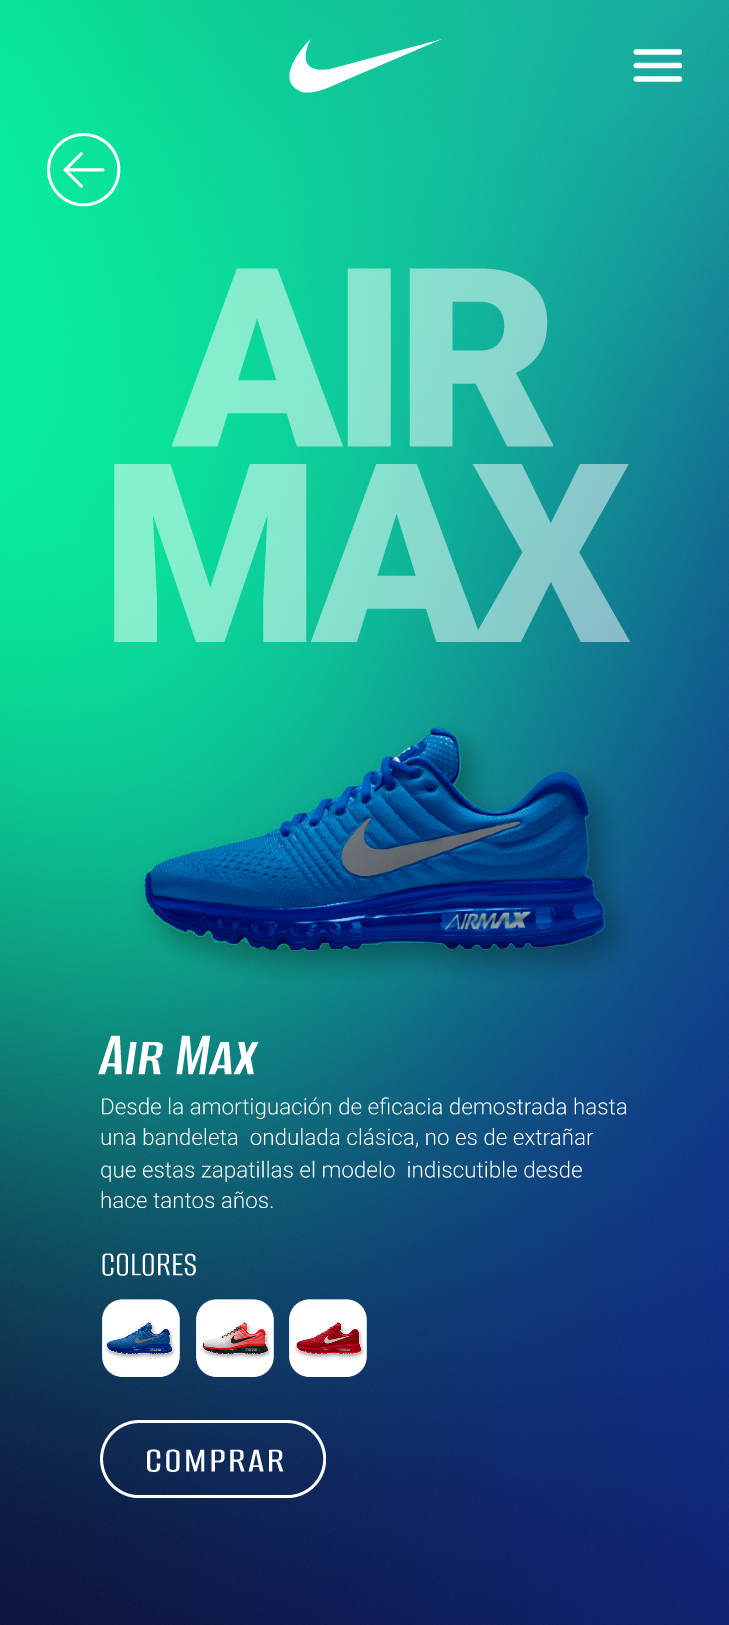 AIR
MAX
AIRMAX
Air Max
Desde la amortiguación de eficacia demostrada hasta
una bandeleta  ondulada clásica, no es de extrañar
que estas zapatillas el modelo  indiscutible desde
hace tantos años.
COLORES
COMPRAR